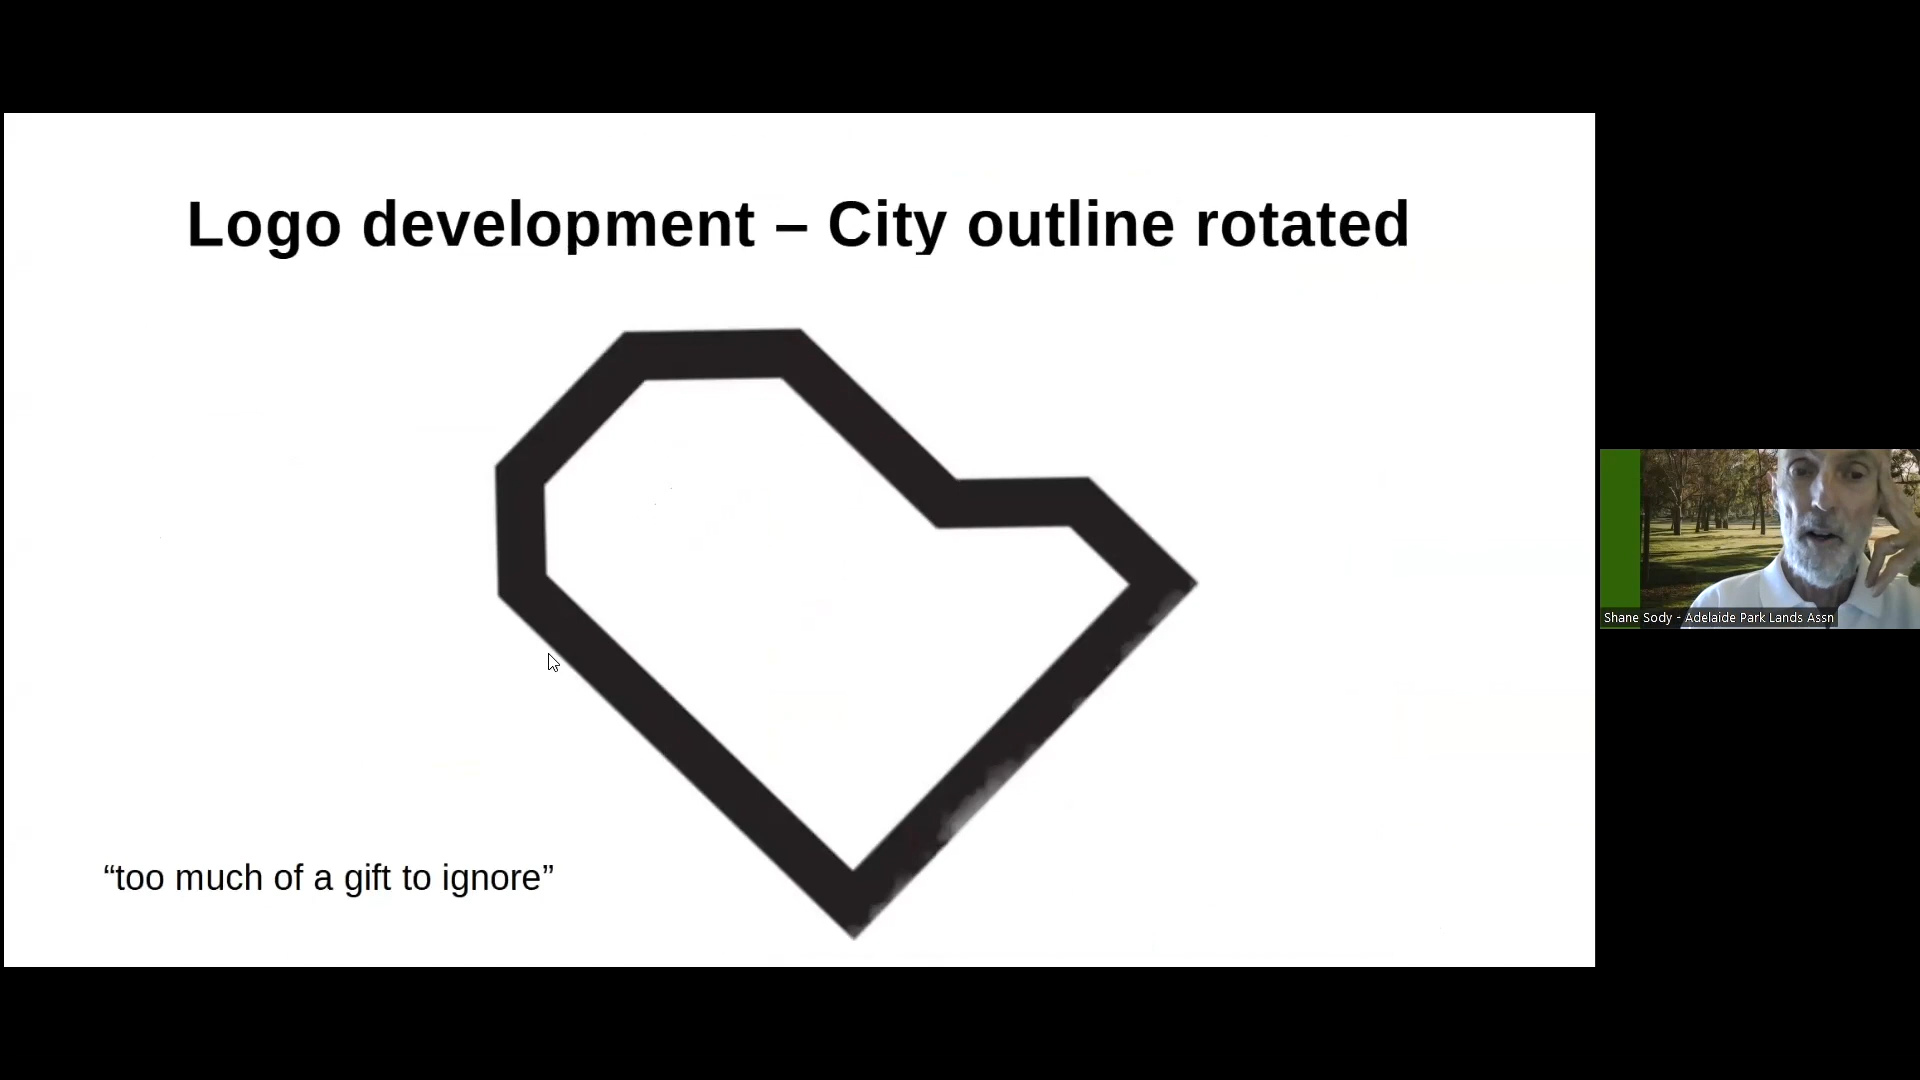 Logo development – City outline rotated
“too much of a gift to ignore”
Shane Sody - Adelaide Park Lands Assn